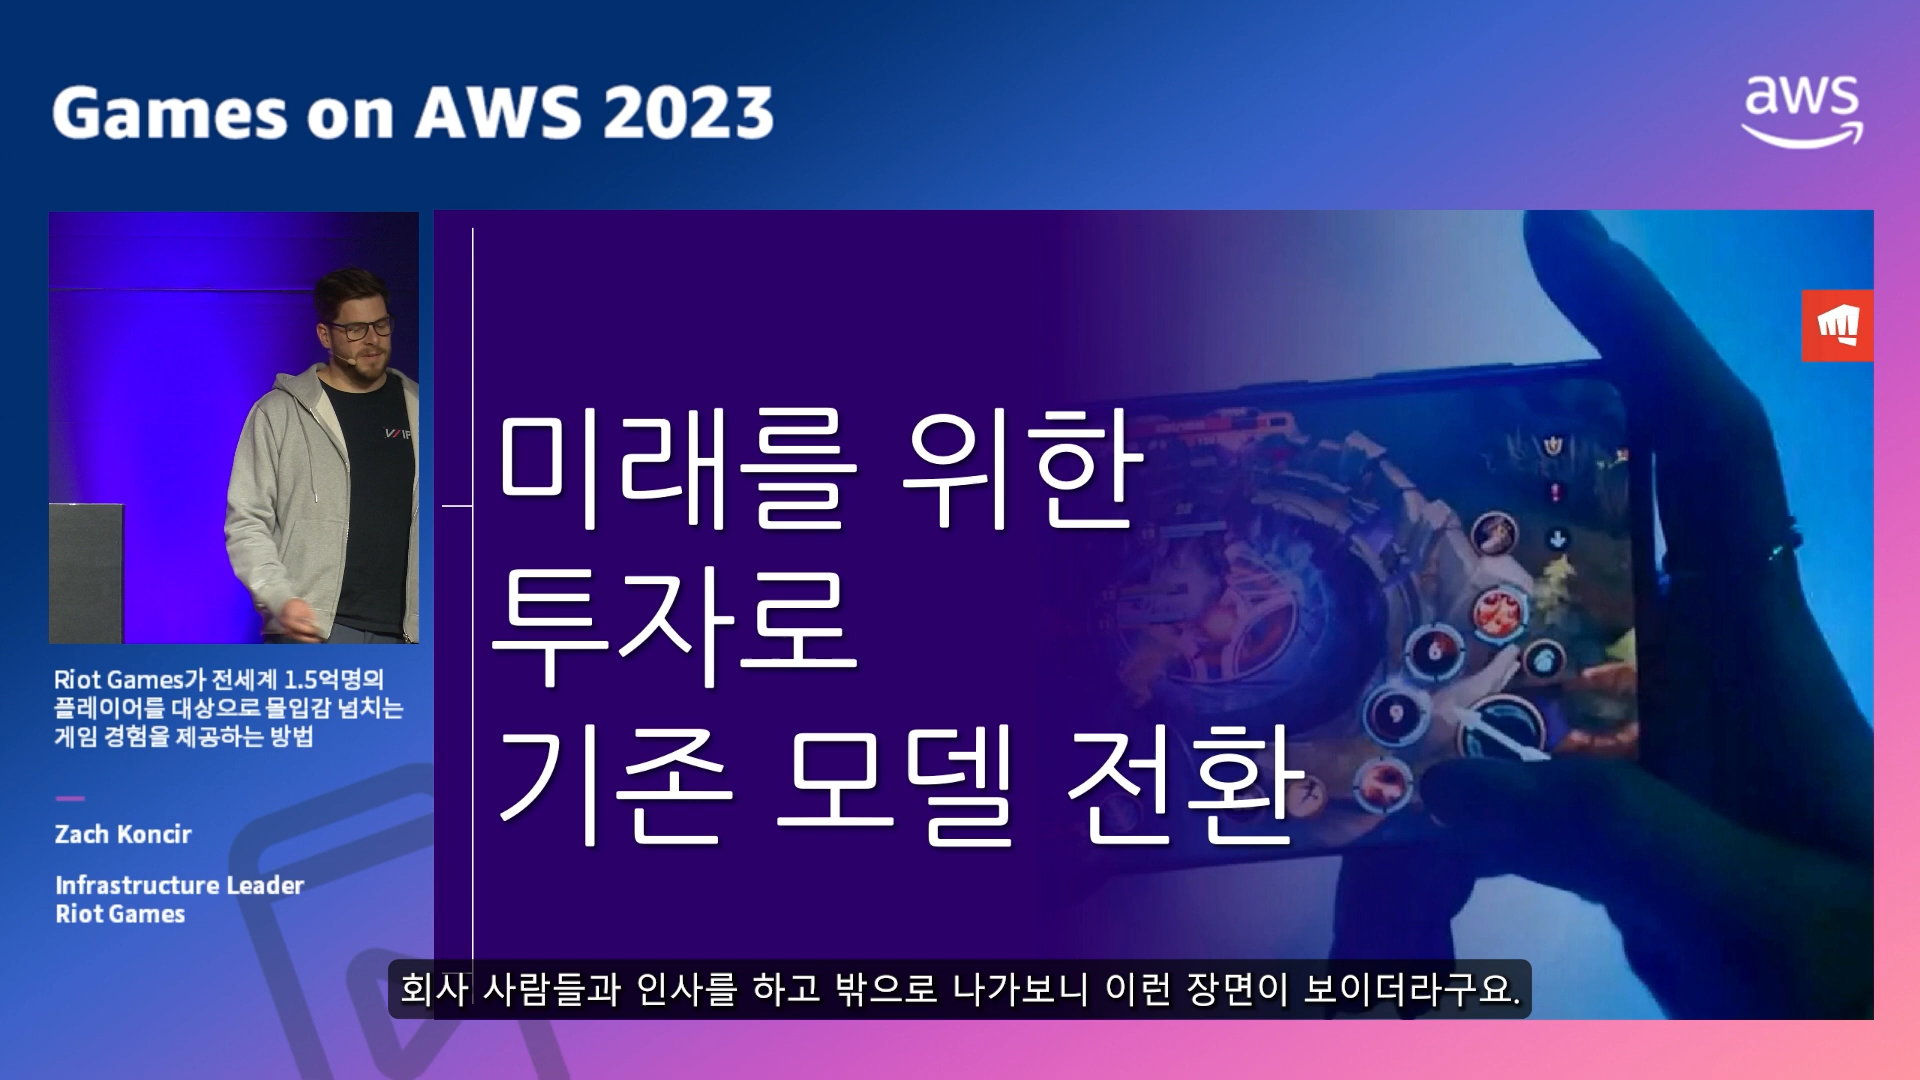 Games on AWS 2023
aws
미래를 위한
투자로
기존 모델 전환
6
9
Riot Games가 전세계 1.5억명의
플레이어를 대상으로 몰입감 넘치는
게임 경험을 제공하는 방법
Zach Koncir
Infrastructure Leader
Riot Games
회사 사람들과 인사를 하고 밖으로 나가보니 이런 장면이 보이더라구요.